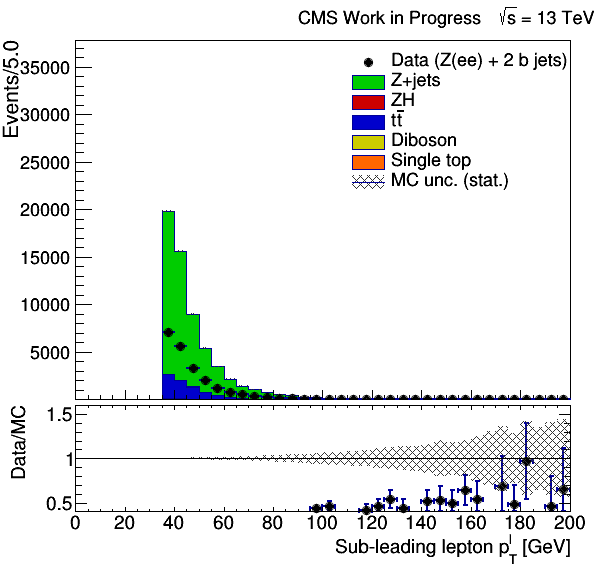 CMS Work in Progress √s = 13 TeV
Events/5.0
35000
30000
25000
20000
15000
10000
5000
Data (Z(ee) + 2 b jets)
Z+jets
ZH
tt̅
Diboson
Single top
MC unc. (stat.)
Data/MC
1.5
1
0.5
0 20 40 60 80 100 120 140 160 180 200
Sub-leading lepton p_T^l [GeV]